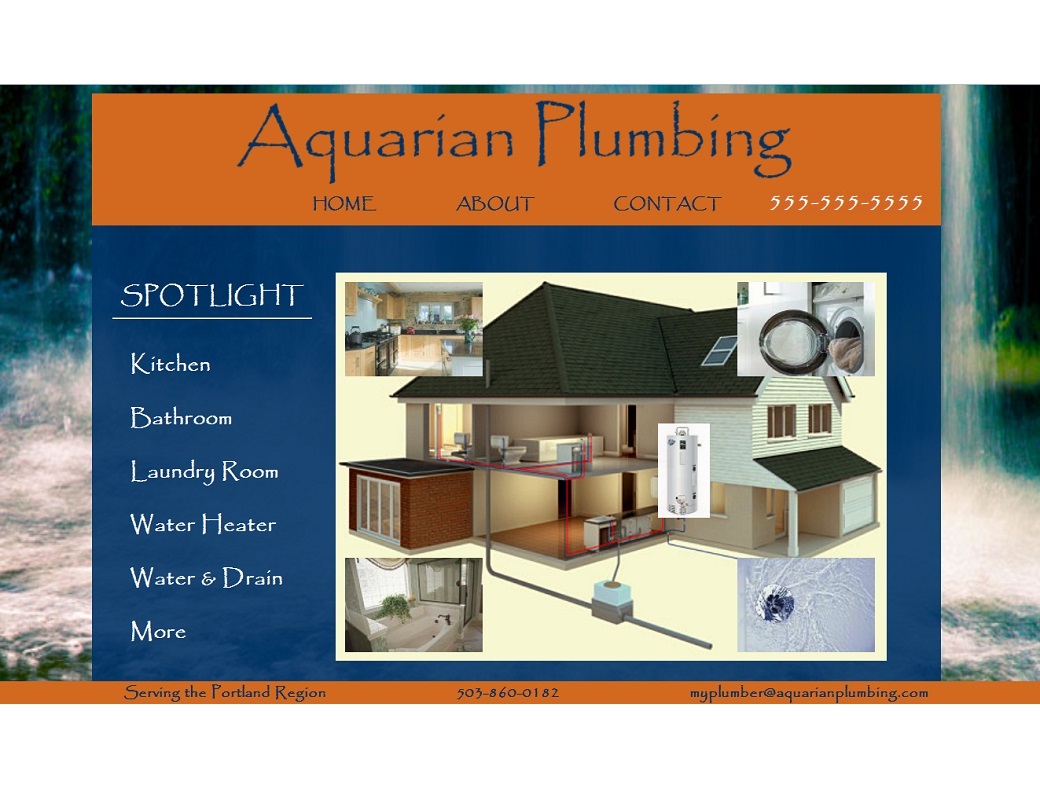 Aquarian Plumbing
HOME ABOUT CONTACT 555-555-5555
SPOTLIGHT
Kitchen
Bathroom
Laundry Room
Water Heater
Water & Drain
More
Serving the Portland Region 503-860-0182 myplumber@aquarianplumbing.com